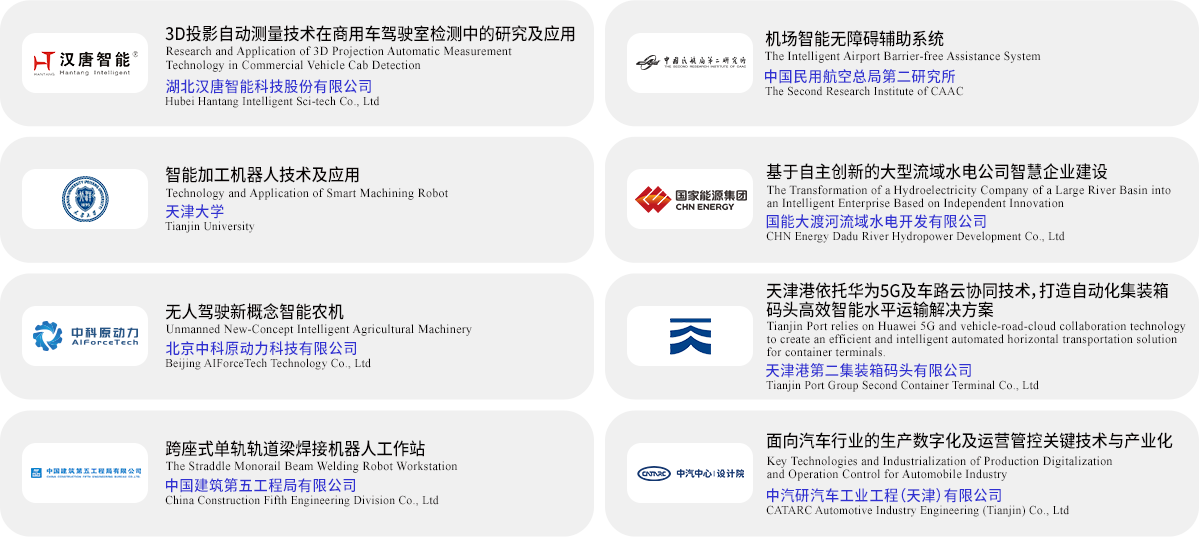 汉唐智能®
HANTANG
Hantang Intelligent
3D投影自动测量技术在商用车驾驶室检测中的研究及应用
Research and Application of 3D Projection Automatic Measurement
Technology in Commercial Vehicle Cab Detection
湖北汉唐智能科技股份有限公司
Hubei Hantang Intelligent Sci-tech Co., Ltd
中国民航局第二研究所
THE SECOND RESEARCH INSTITUTE OF CAAC
机场智能无障碍辅助系统
The Intelligent Airport Barrier-free Assistance System
中国民用航空总局第二研究所
The Second Research Institute of CAAC
智能加工机器人技术及应用
Technology and Application of Smart Machining Robot
天津大学
Tianjin University
国家能源集团
CHN ENERGY
基于自主创新的大型流域水电公司智慧企业建设
The Transformation of a Hydroelectricity Company of a Large River Basin into
an Intelligent Enterprise Based on Independent Innovation
国能大渡河流域水电开发有限公司
CHN Energy Dadu River Hydropower Development Co., Ltd
中科原动力
AIForceTech
无人驾驶新概念智能农机
Unmanned New-Concept Intelligent Agricultural Machinery
北京中科原动力科技有限公司
Beijing AIForceTech Technology Co., Ltd
天津港依托华为5G及车路云协同技术，打造自动化集装箱
码头高效智能水平运输解决方案
Tianjin Port relies on Huawei 5G and vehicle-road-cloud collaboration technology
to create an efficient and intelligent automated horizontal transportation solution
for container terminals.
天津港第二集装箱码头有限公司
Tianjin Port Group Second Container Terminal Co., Ltd
中国建筑第五工程局有限公司
CHINA CONSTRUCTION FIFTH ENGINEERING DIVISION CO.,LTD
跨座式单轨轨道梁焊接机器人工作站
The Straddle Monorail Beam Welding Robot Workstation
中国建筑第五工程局有限公司
China Construction Fifth Engineering Division Co., Ltd
CATARC 中汽中心 | 设计院
面向汽车行业的生产数字化及运营管控关键技术与产业化
Key Technologies and Industrialization of Production Digitalization
and Operation Control for Automobile Industry
中汽研汽车工业工程（天津）有限公司
CATARC Automotive Industry Engineering (Tianjin) Co., Ltd